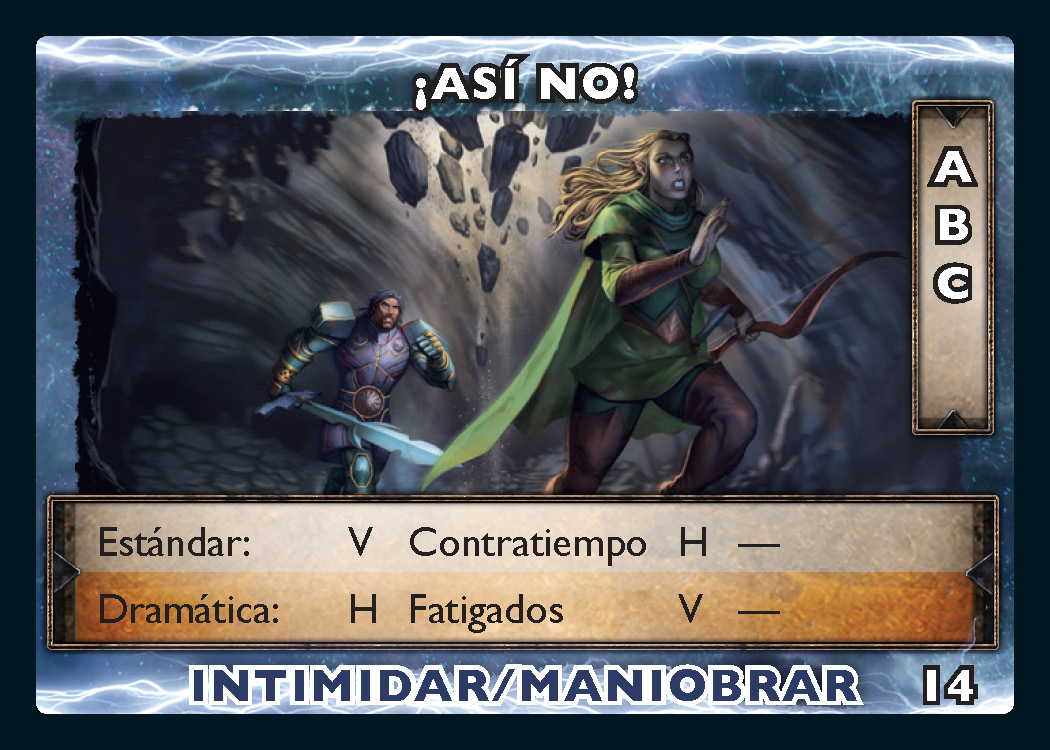 ¡ASÍ NO!
A
B
C
Estándar: V Contratiempo H —
Dramática: H Fatigados V —
INTIMIDAR/MANIOBRAR 14